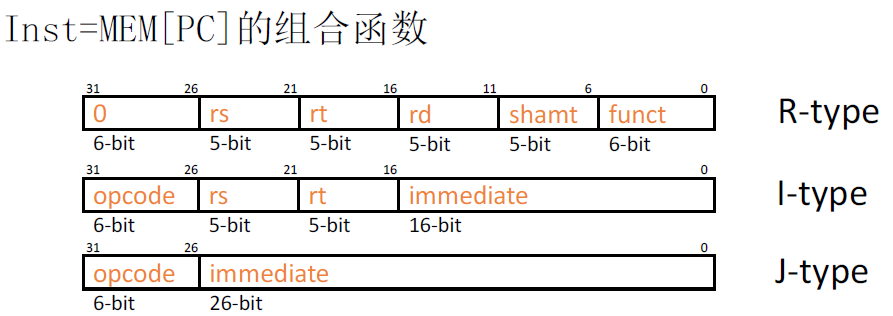 Inst=MEM[PC]的组合函数
31 26 21 16 11 6 0
0 rs rt rd shamt funct R-type
6-bit 5-bit 5-bit 5-bit 5-bit 6-bit
31 26 21 16 0
opcode rs rt immediate I-type
6-bit 5-bit 5-bit 16-bit
31 26 0
opcode immediate J-type
6-bit 26-bit